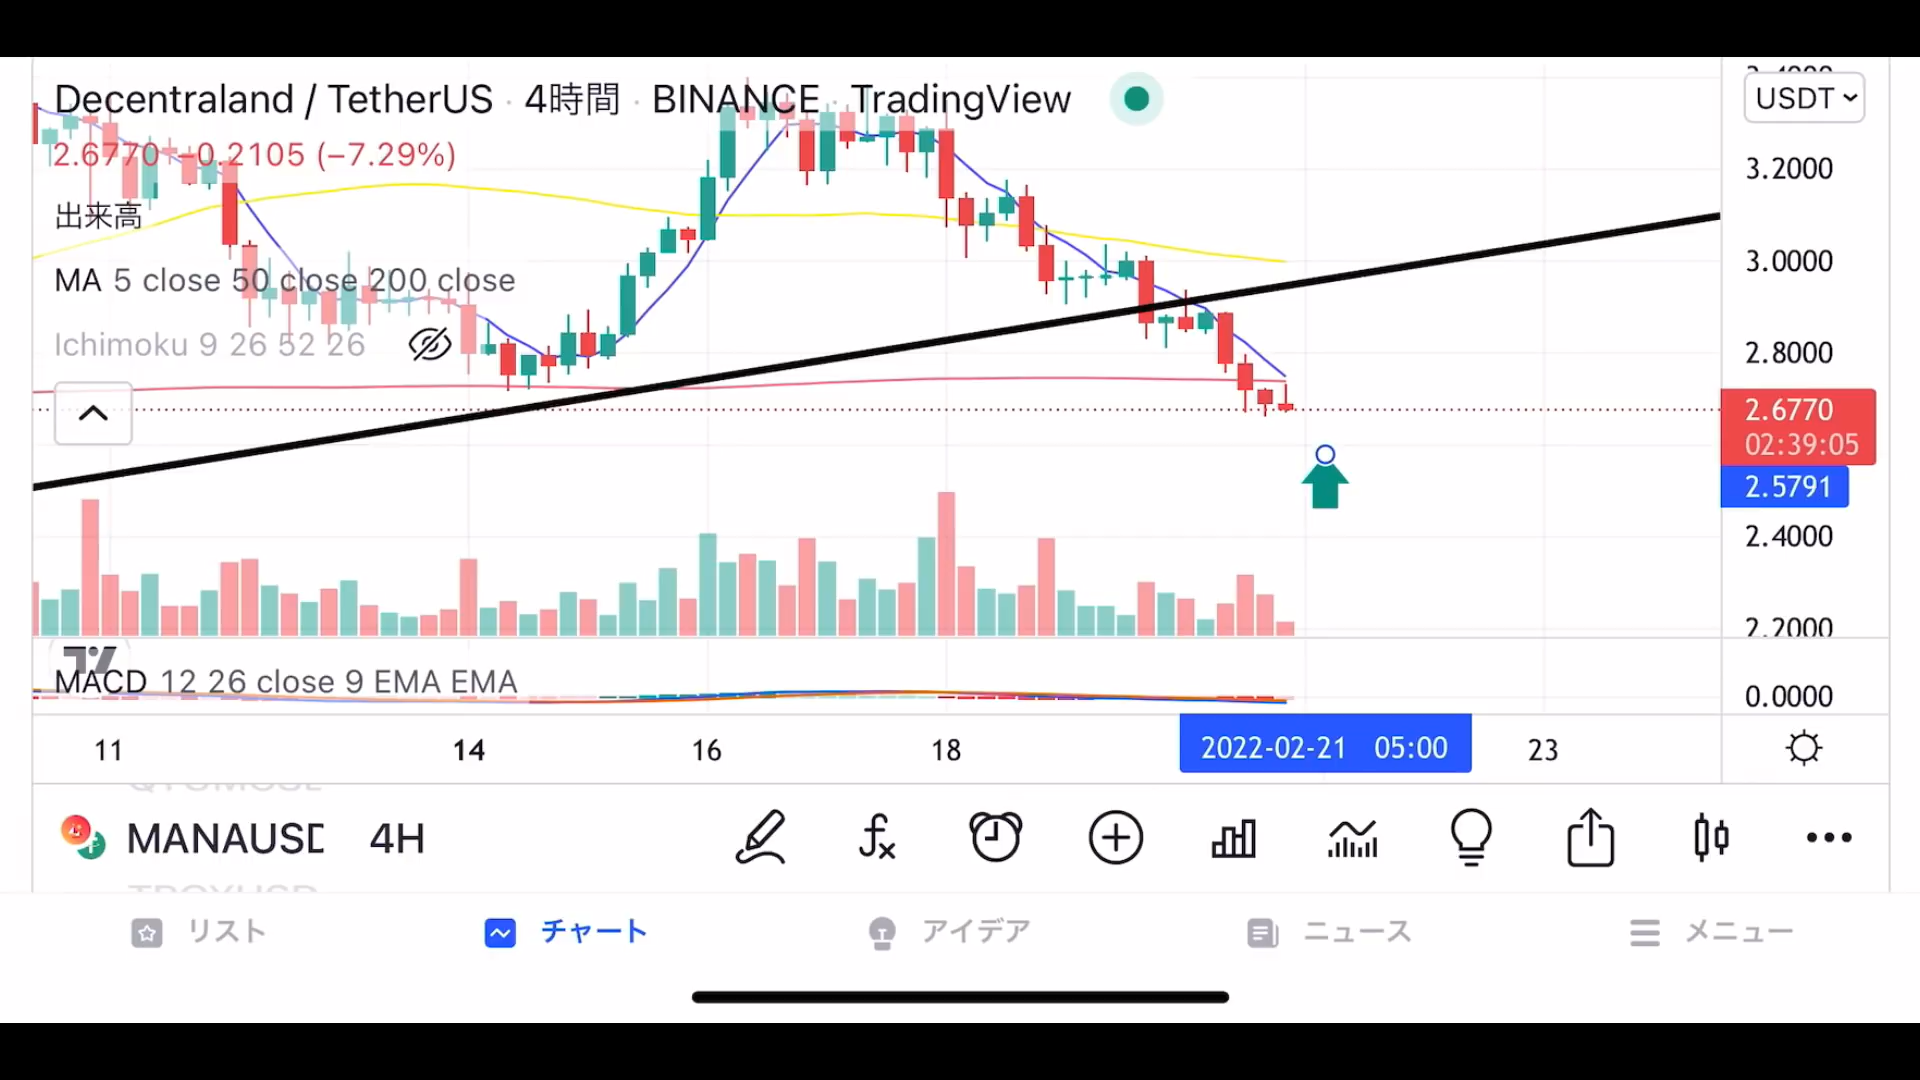 Decentraland / TetherUS · 4時間 · BINANCE · TradingView
USDT
2.6770 −0.2105 (−7.29%)
出来高
MA 5 close 50 close 200 close
Ichimoku 9 26 52 26
3.4000
3.2000
3.0000
2.8000
2.6770
02:39:05
2.5791
2.4000
2.2000
MACD 12 26 close 9 EMA EMA
0.0000
11
14
16
18
2022-02-21 05:00
23
MANAUSD
4H
リスト
チャート
アイデア
ニュース
メニュー